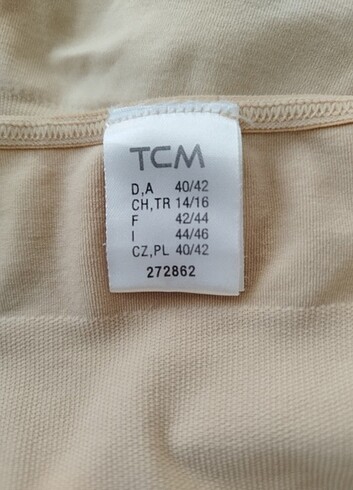 TCM
D,A 40/42
CH,TR 14/16
F 42/44
I 44/46
CZ,PL 40/42
272862